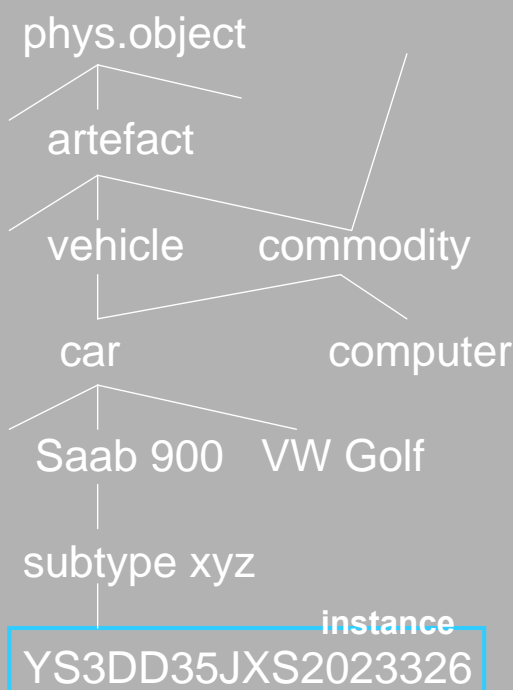 phys.object
artefact
vehicle commodity
car computer
Saab 900 VW Golf
subtype xyz
instance
YS3DD35JXS2023326